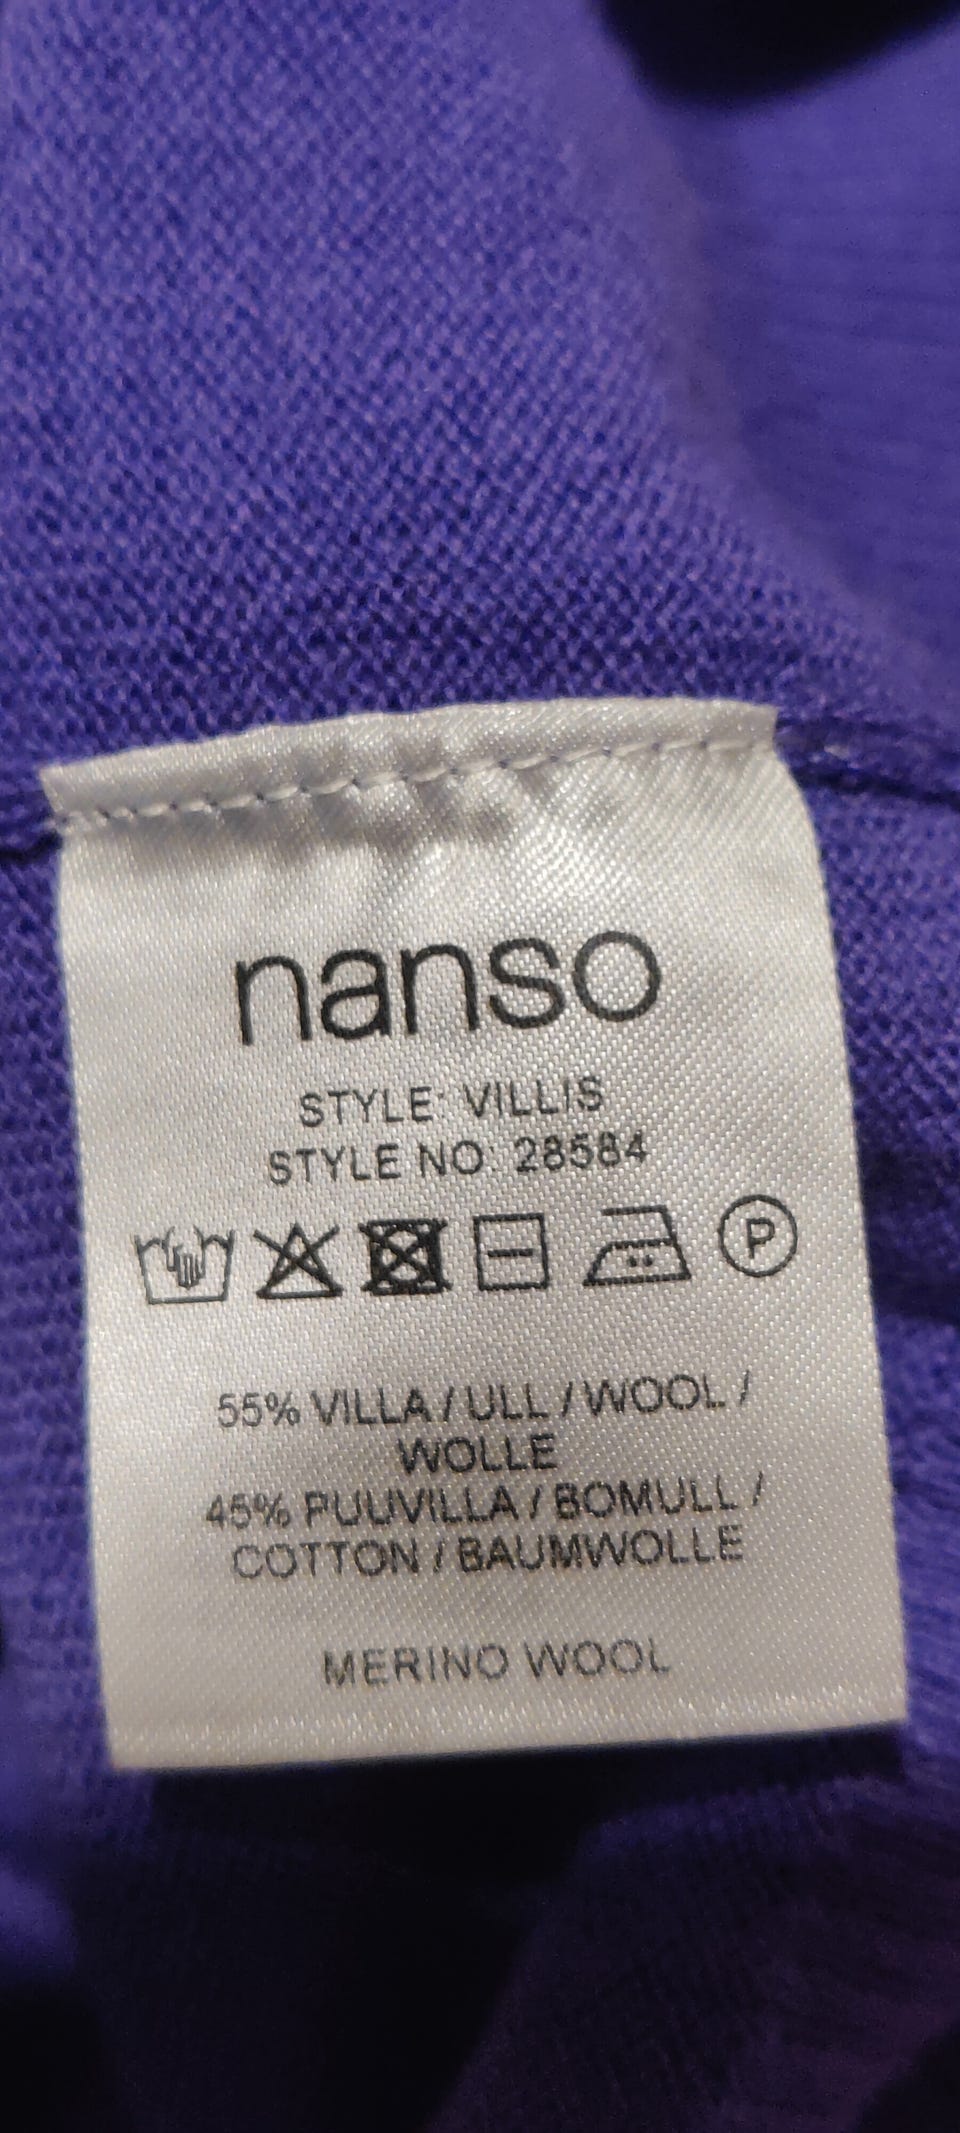 nanso
STYLE: VILLIS
STYLE NO: 28584
P
55% VILLA / ULL / WOOL /
WOLLE
45% PUUVILLA / BOMULL /
COTTON / BAUMWOLLE
MERINO WOOL